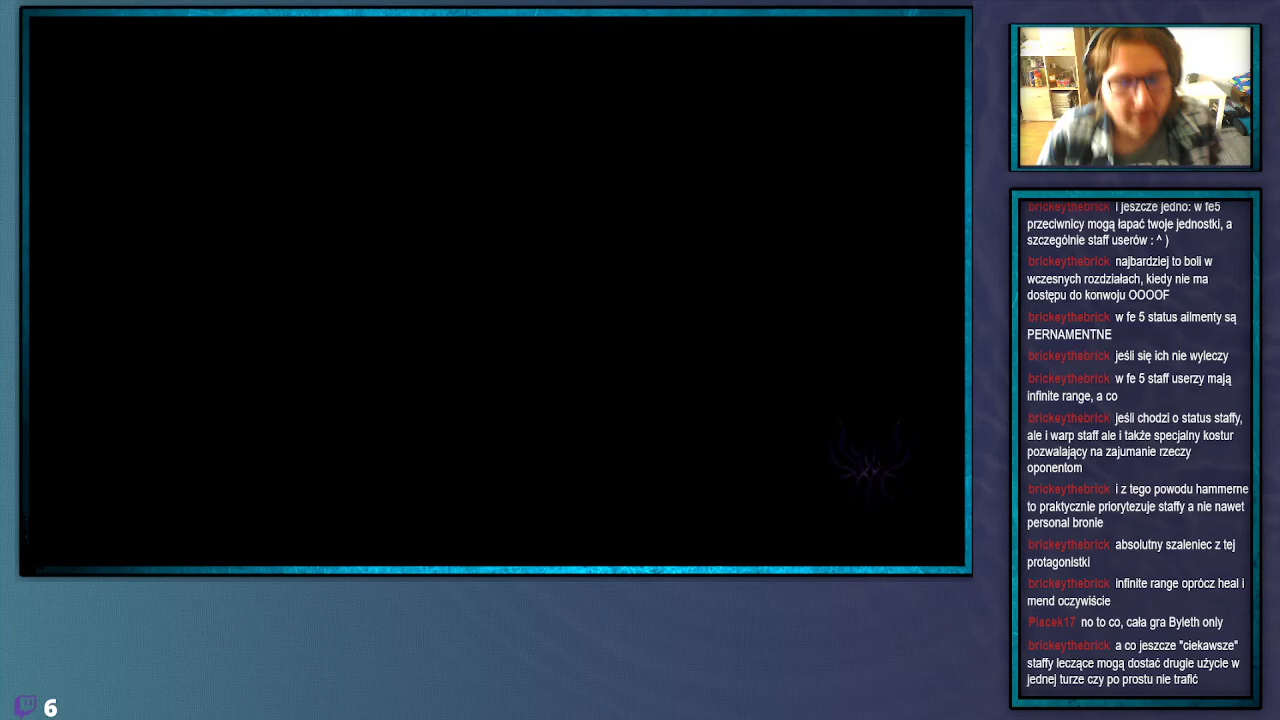 brickeythebrick i jeszcze jedno: w fe5
przeciwnicy mogą łapać twoje jednostki, a
szczególnie staff userów : ^ )
brickeythebrick najbardziej to boli w
wczesnych rozdziałach, kiedy nie ma
dostępu do konwoju OOOOF
brickeythebrick w fe 5 status ailmenty są
PERNAMENTNE
brickeythebrick jeśli się ich nie wyleczy
brickeythebrick w fe 5 staff userzy mają
infinite range, a co
brickeythebrick jeśli chodzi o status staffy,
ale i warp staff ale i także specjalny kostur
pozwalający na zajumanie rzeczy
oponentom
brickeythebrick i z tego powodu hammerne
to praktycznie priorytezuje staffy a nie nawet
personal bronie
brickeythebrick absolutny szaleniec z tej
protagonistki
brickeythebrick infinite range oprócz heal i
mend oczywiście
Placek17 no to co, cała gra Byleth only
brickeythebrick a co jeszcze "ciekawsze"
staffy leczące mogą dostać drugie użycie w
jednej turze czy po prostu nie trafić
6